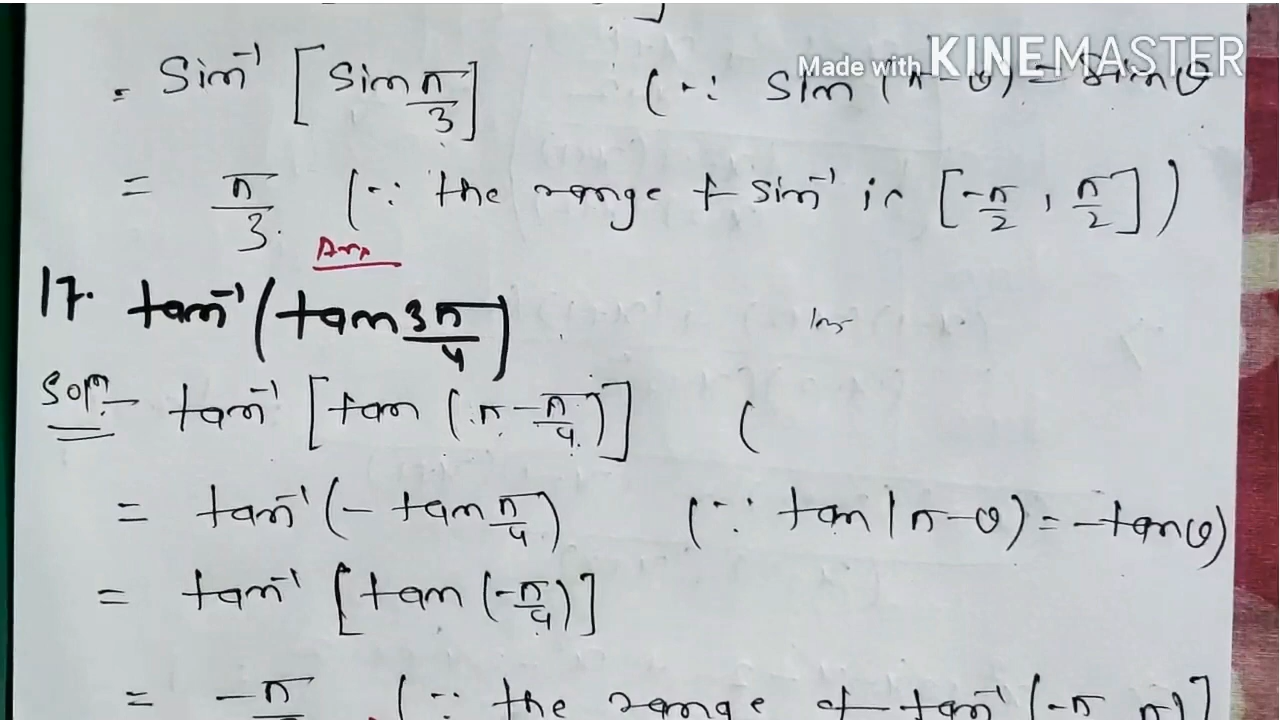 Made with KINEMASTER
= Sin⁻¹ [Sin π/3] (∵ Sin (π-θ) = Sinθ
= π/3 (∵ the range of Sin⁻¹ is [-π/2, π/2])
Ans
17. tan⁻¹(tan 3π/4)
Solⁿ:- tan⁻¹ [tan (π - π/4)] (
= tan⁻¹(- tan π/4) (∵ tan(π-θ) = -tanθ)
= tan⁻¹ [tan (-π/4)]
= -π (∵ the range of tan⁻¹ (-π π)]